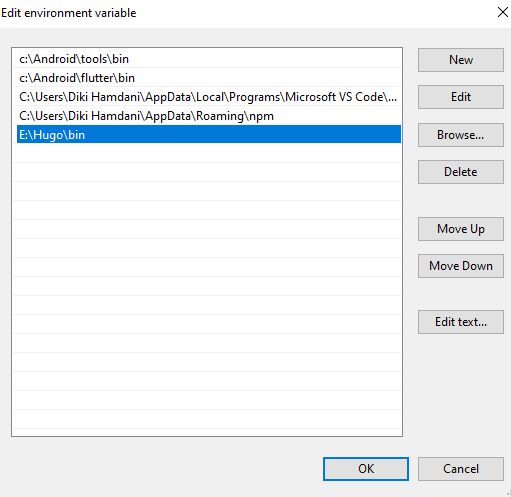 Edit environment variable
c:\Android\tools\bin
c:\Android\flutter\bin
C:\Users\Diki Hamdani\AppData\Local\Programs\Microsoft VS Code\...
C:\Users\Diki Hamdani\AppData\Roaming\npm
E:\Hugo\bin
New
Edit
Browse...
Delete
Move Up
Move Down
Edit text...
OK
Cancel